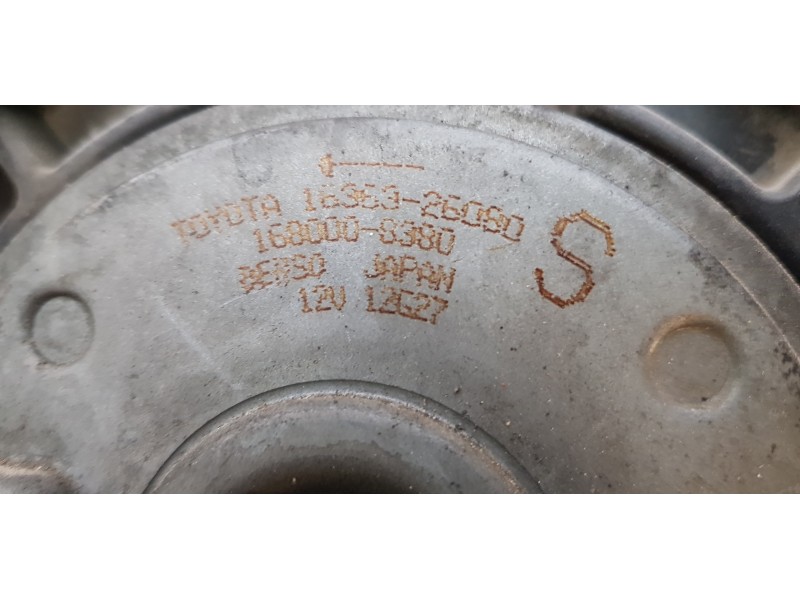 TOYOTA 16363-26080
168000-8380
DENSO JAPAN
12V 12G27
S